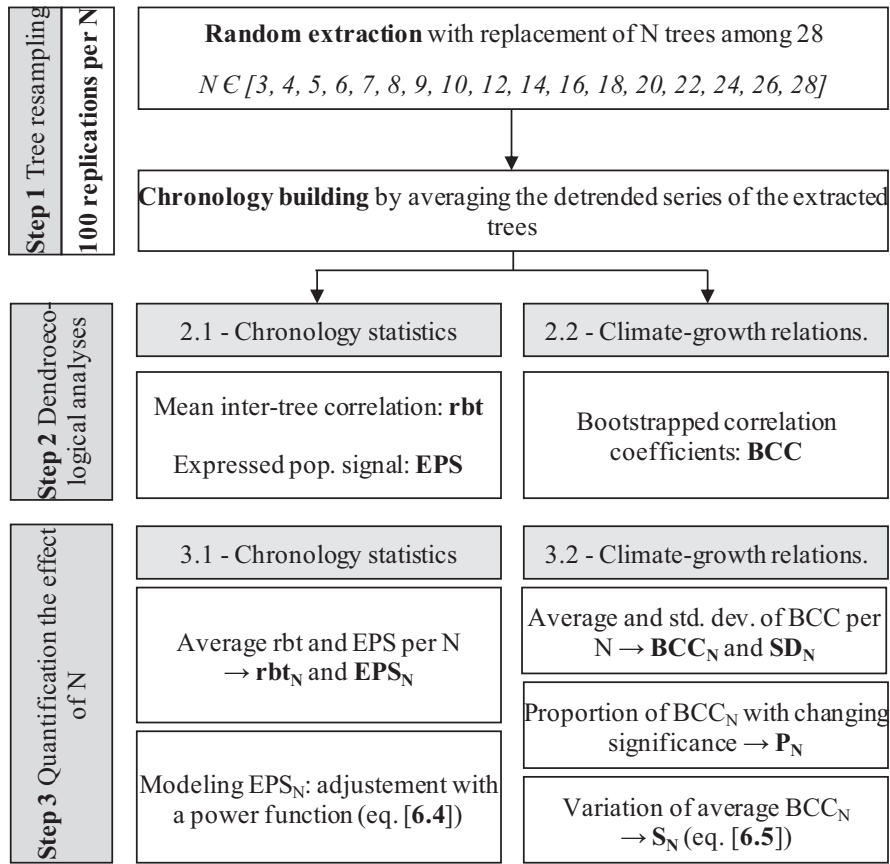 Step 1 Tree resampling
100 replications per N
Random extraction with replacement of N trees among 28
N Є [3, 4, 5, 6, 7, 8, 9, 10, 12, 14, 16, 18, 20, 22, 24, 26, 28]
Chronology building by averaging the detrended series of the extracted
trees
Step 2 Dendroeco-
logical analyses
2.1 - Chronology statistics
Mean inter-tree correlation: rbt
Expressed pop. signal: EPS
2.2 - Climate-growth relations.
Bootstrapped correlation
coefficients: BCC
Step 3 Quantification the effect
of N
3.1 - Chronology statistics
Average rbt and EPS per N
→ rbtN and EPSN
Modeling EPSN: adjustement with
a power function (eq. [6.4])
3.2 - Climate-growth relations.
Average and std. dev. of BCC per
N → BCCN and SDN
Proportion of BCCN with changing
significance → PN
Variation of average BCCN
→ SN (eq. [6.5])